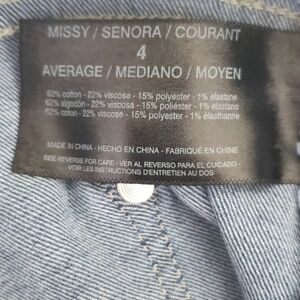 MISSY / SENORA / COURANT
4
AVERAGE / MEDIANO / MOYEN
62% cotton - 22% viscose - 15% polyester - 1% elastane
62% algodón - 22% viscosa - 15% poliéster - 1% elastano
62% coton - 22% viscose - 15% polyester - 1% élasthanne
MADE IN CHINA - HECHO EN CHINA - FABRIQUÉ EN CHINE
SEE REVERSE FOR CARE - VER AL REVERSO PARA EL CUIDADO -
VOIR LES INSTRUCTIONS D'ENTRETIEN AU DOS